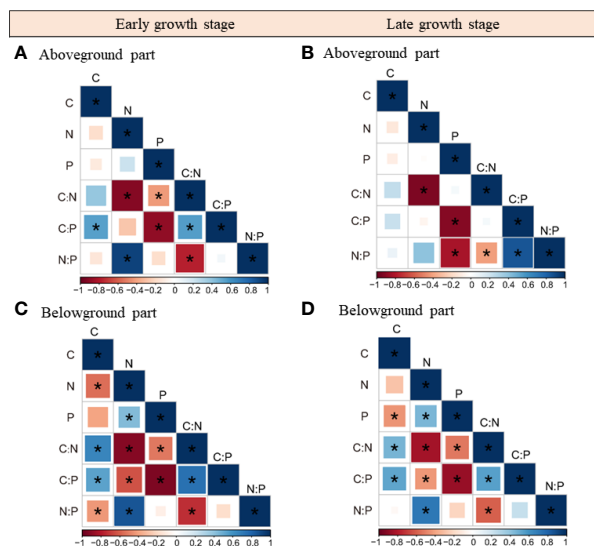 Early growth stage Late growth stage
A Aboveground part B Aboveground part
C
C *
N
N *
P
P *
C:N
C:N * * *
C:P
C:P * * * *
N:P
N:P * * *
−1 −0.8 −0.6 −0.4 −0.2 0 0.2 0.4 0.6 0.8 1
C
C *
N
N *
P
P *
C:N
C:N * *
C:P
C:P * *
N:P
N:P * * * *
−1 −0.8 −0.6 −0.4 −0.2 0 0.2 0.4 0.6 0.8 1
C Belowground part D Belowground part
C
C *
N
N * *
P
P * *
C:N
C:N * * * *
C:P
C:P * * * * *
N:P
N:P * * * *
−1 −0.8 −0.6 −0.4 −0.2 0 0.2 0.4 0.6 0.8 1
C
C *
N
N *
P
P * * *
C:N
C:N * * * *
C:P
C:P * * * * *
N:P
N:P * * *
−1 −0.8 −0.6 −0.4 −0.2 0 0.2 0.4 0.6 0.8 1